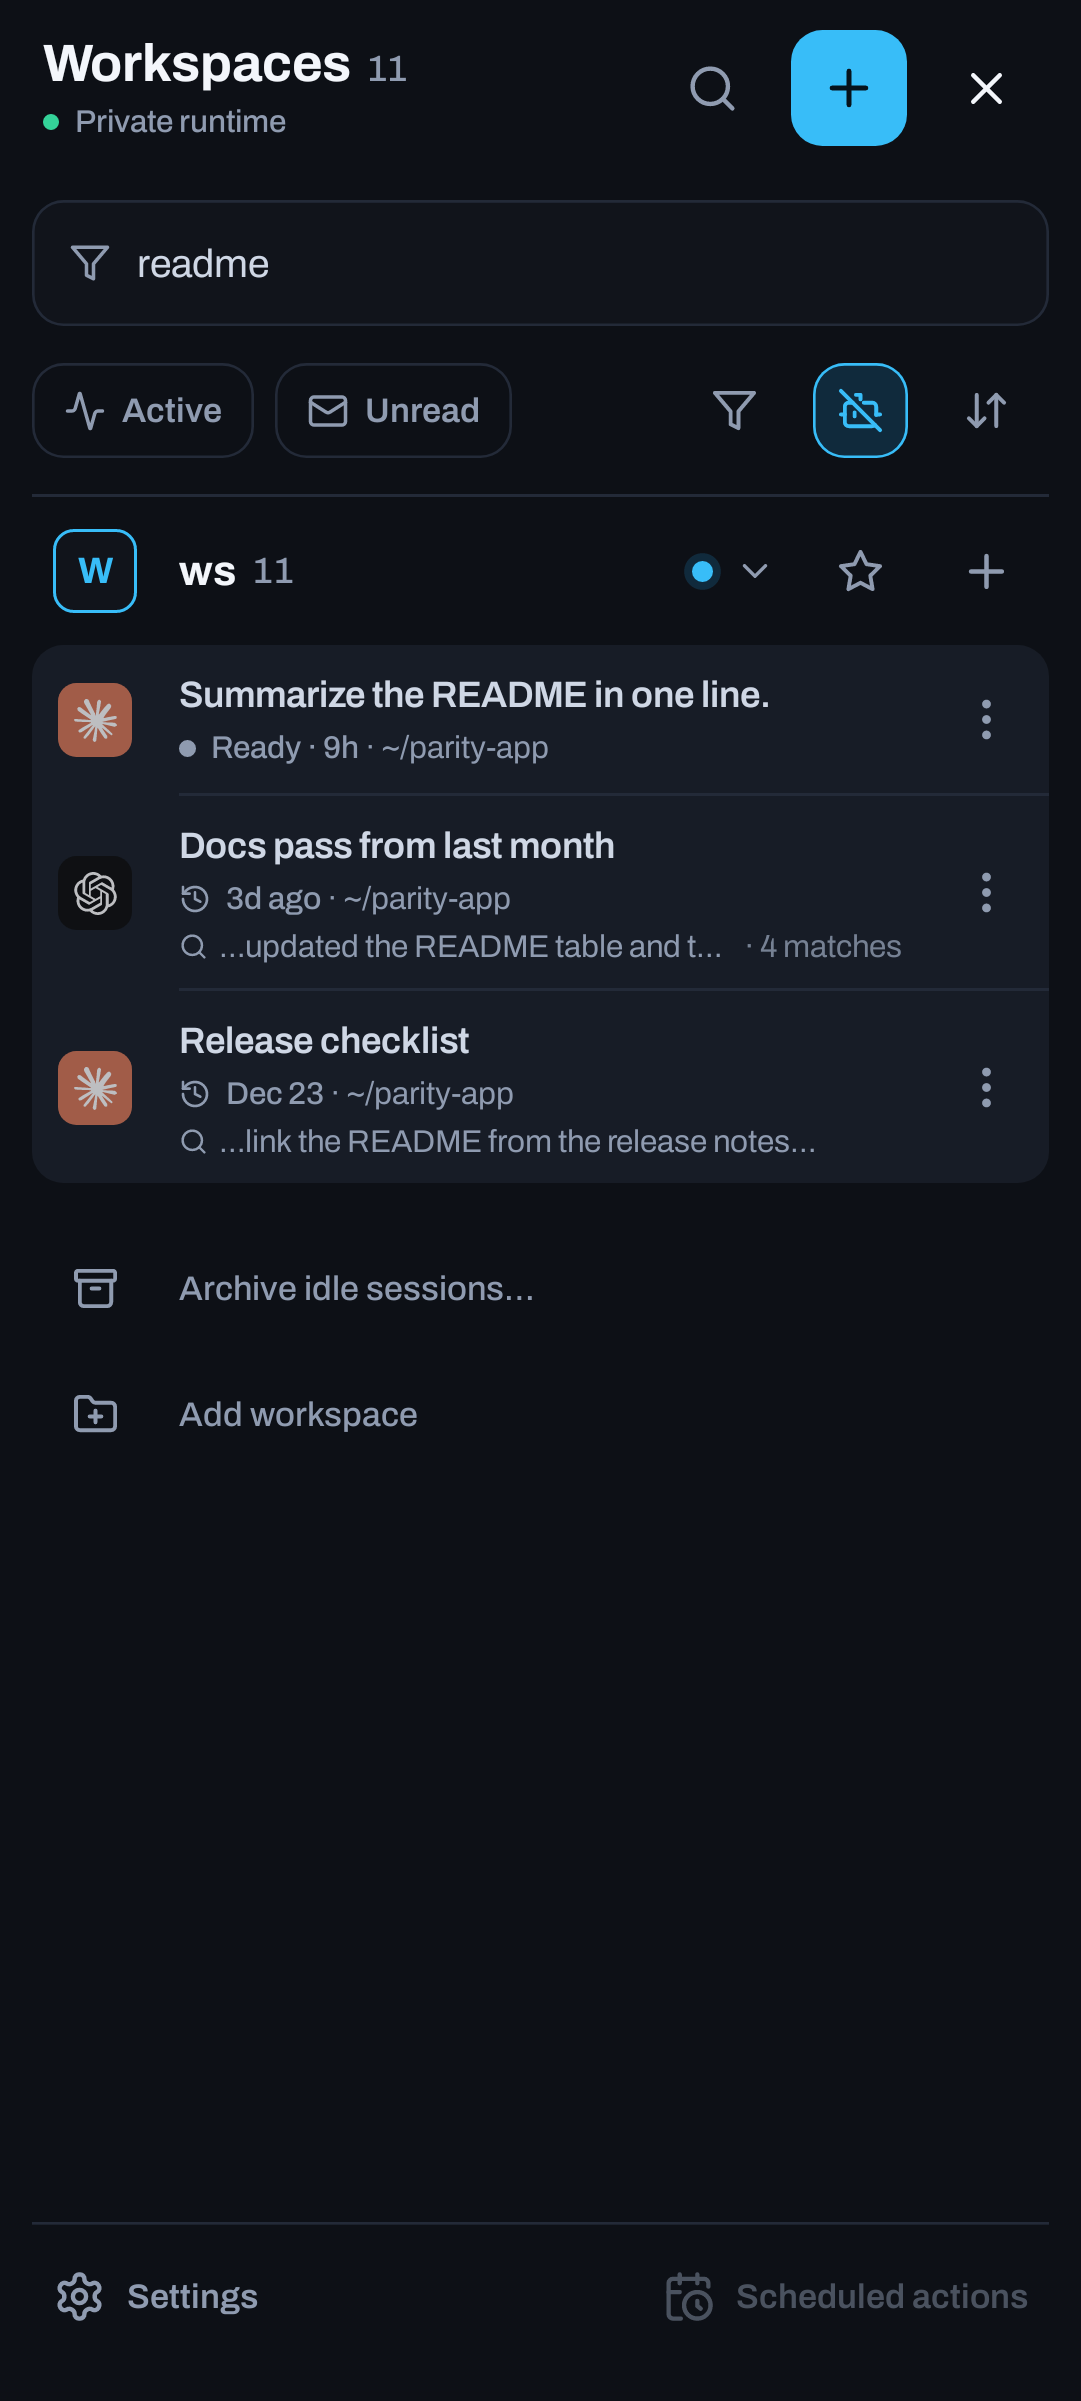 Workspaces 11
Private runtime
readme
Active
Unread
W
ws 11
Summarize the README in one line.
Ready · 9h · ~/parity-app
Docs pass from last month
3d ago · ~/parity-app
...updated the README table and t... · 4 matches
Release checklist
Dec 23 · ~/parity-app
...link the README from the release notes...
Archive idle sessions...
Add workspace
Settings
Scheduled actions